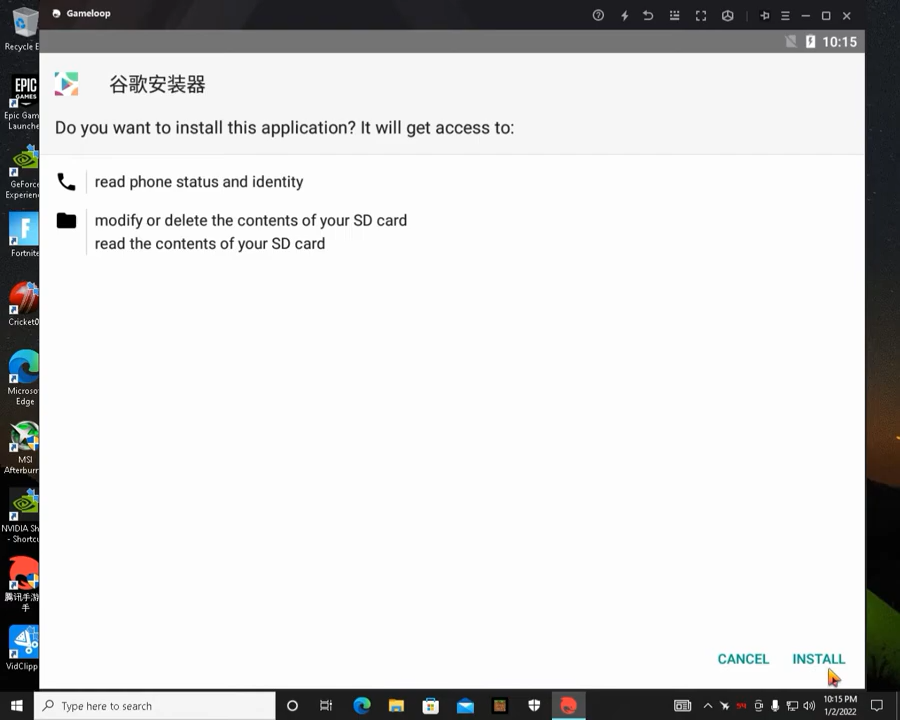 Gameloop
10:15
谷歌安装器
Do you want to install this application? It will get access to:
read phone status and identity
modify or delete the contents of your SD card
read the contents of your SD card
CANCEL
INSTALL
Recycle
EPIC
GAMES
Epic Gam
Launche
GeForce
Experien
Fortnite
Cricket0
Microso
Edge
MSI
Afterburn
NVIDIA Sh
- Shortcu
腾讯手游
手
VidClipp
Type here to search
10:15 PM
1/2/2022